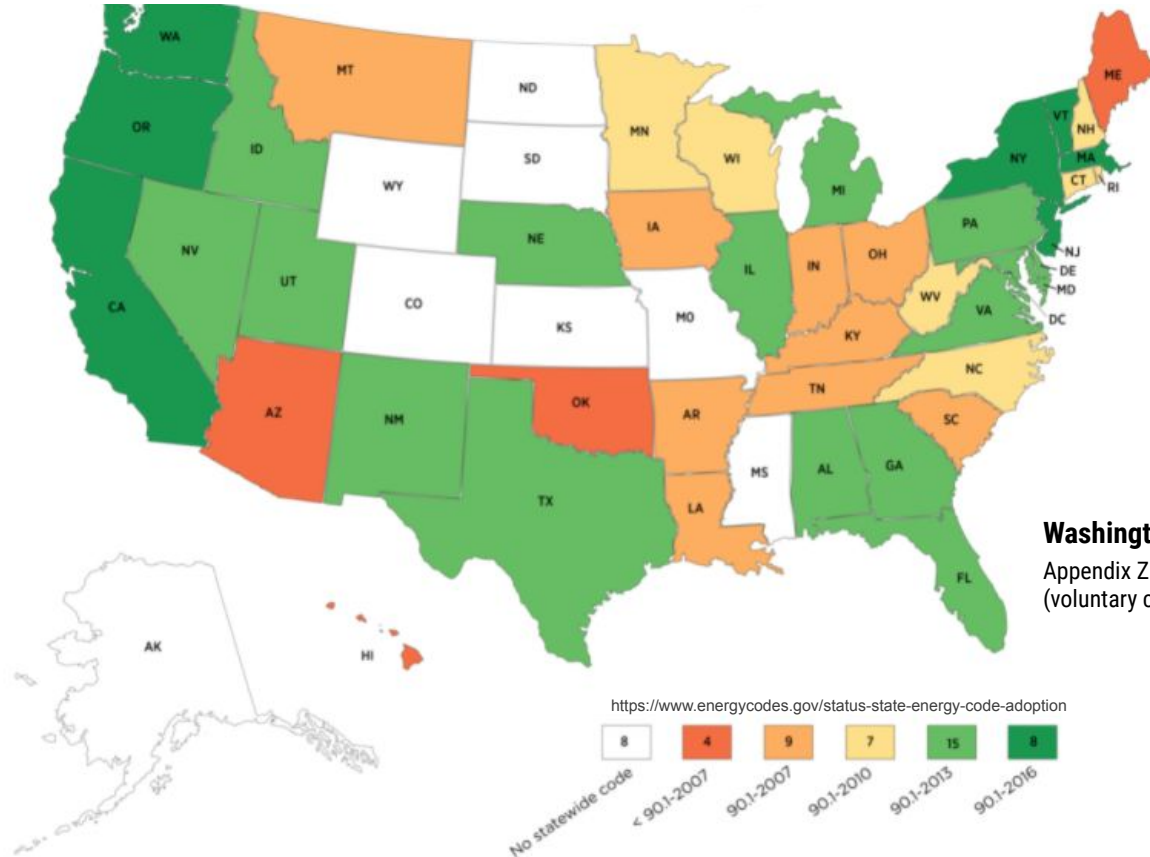 WA
MT
ND
ME
OR
MN
VT
NH
ID
SD
WI
NY
MA
WY
MI
CT
RI
IA
PA
NE
NV
OH
NJ
IL
IN
DE
UT
MD
WV
CO
VA
CA
MO
DC
KS
KY
NC
TN
AZ
OK
NM
AR
SC
MS
AL
GA
TX
LA
Washingt
Appendix Z
FL
(voluntary c
AK
HI
https://www.energycodes.gov/status-state-energy-code-adoption
8 4 9 7 15 8
No statewide code
< 90.1-2007
90.1-2007
90.1-2010
90.1-2013
90.1-2016